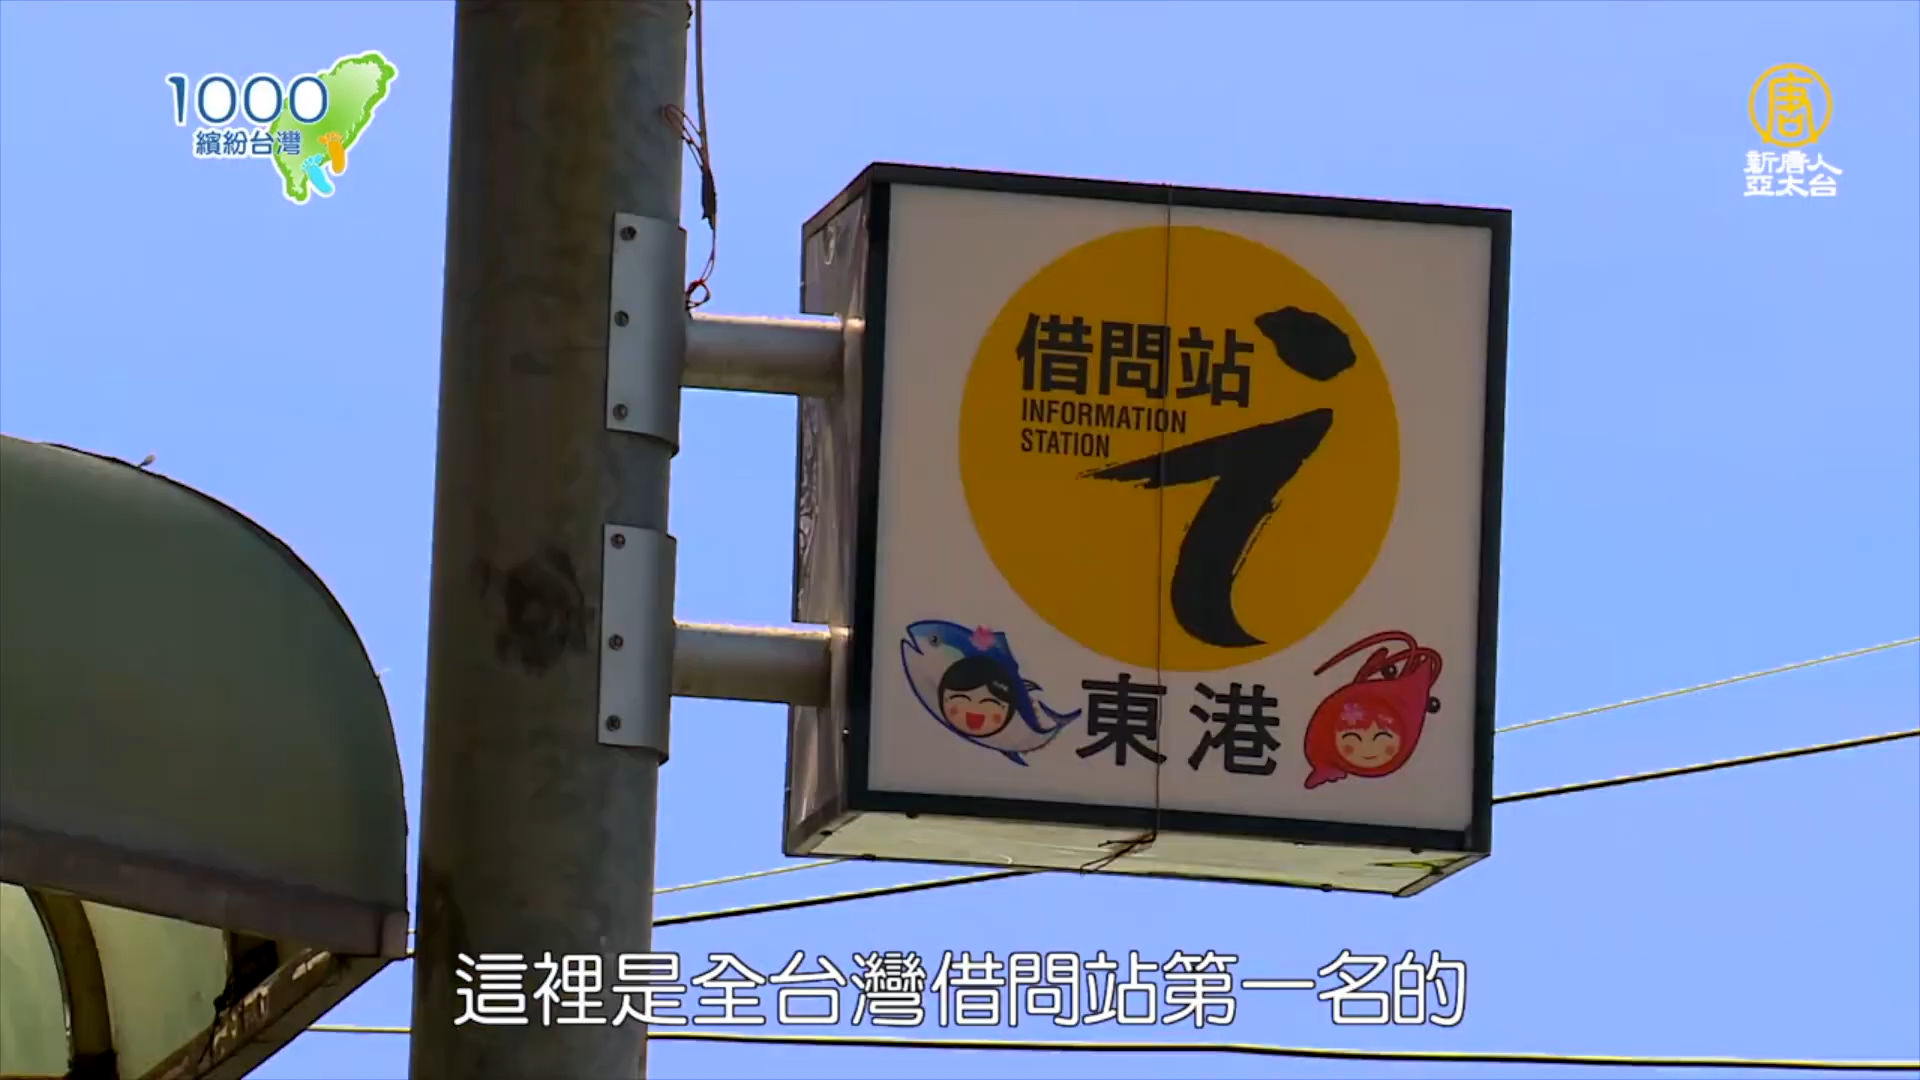 1000
繽紛台灣
唐
新唐人
亞太台
借問站
INFORMATION
STATION
i
東港
這裡是全台灣借問站第一名的